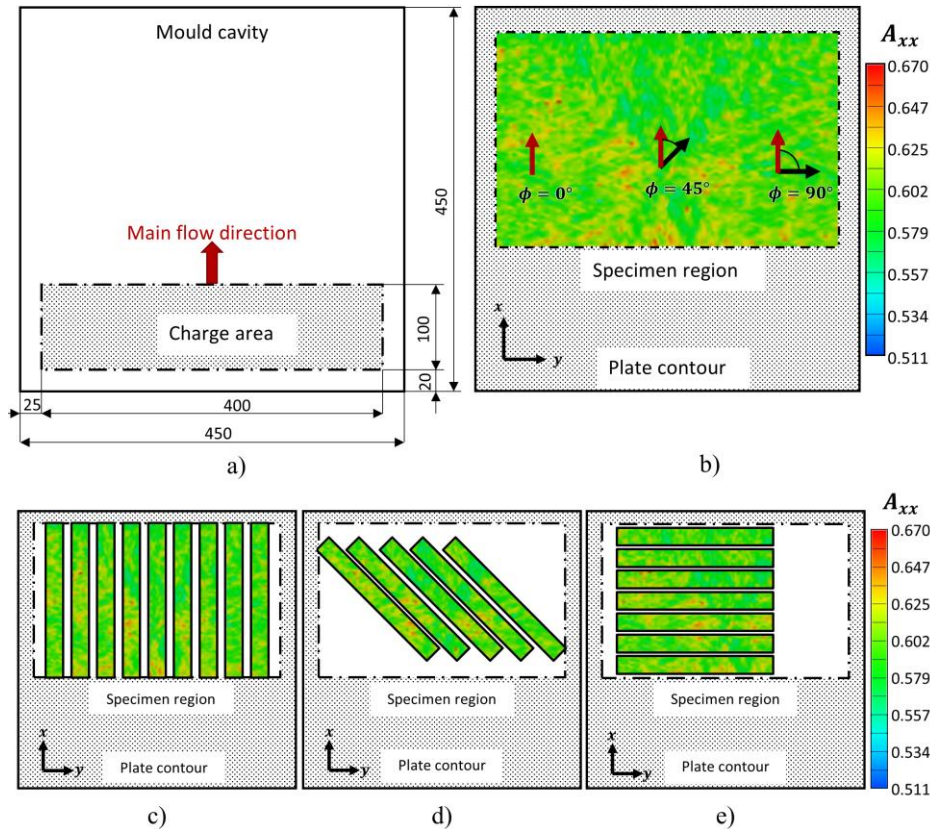 Mould cavity
Main flow direction
Charge area
450
100
20
25
400
450
a)
A_xx
0.670
0.647
0.625
0.602
0.579
0.557
0.534
0.511
ϕ = 0°
ϕ = 45°
ϕ = 90°
Specimen region
x
y
Plate contour
b)
A_xx
0.670
0.647
0.625
0.602
0.579
0.557
0.534
0.511
Specimen region
x
y
Plate contour
c)
Specimen region
x
y
Plate contour
d)
Specimen region
x
y
Plate contour
e)